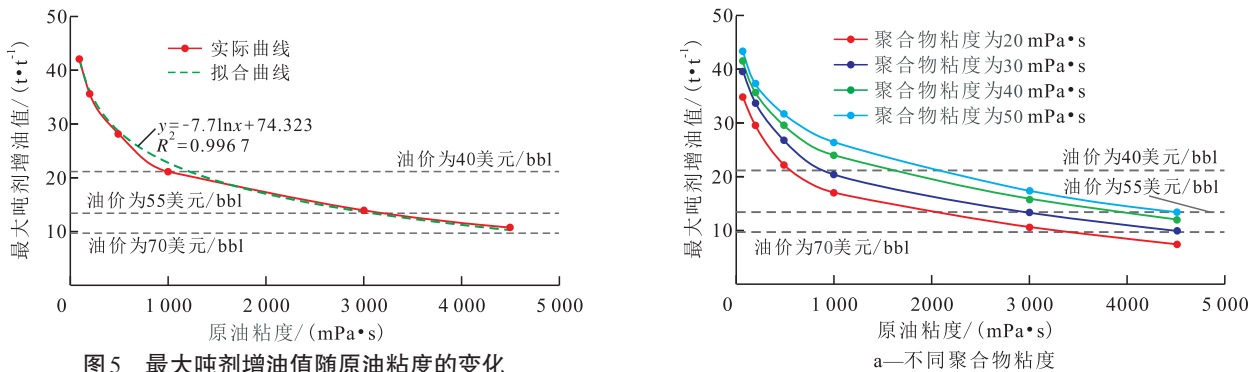 50
40
30
20
10
最大吨剂增油值/(t•t⁻¹)
实际曲线
拟合曲线
y=-7.7lnx+74.323
R²=0.996 7
油价为40美元/bbl
油价为55美元/bbl
油价为70美元/bbl
0 1 000 2 000 3 000 4 000 5 000
原油粘度/(mPa•s)
图5 最大吨剂增油值随原油粘度的变化
50
40
30
20
10
最大吨剂增油值/(t•t⁻¹)
聚合物粘度为20 mPa•s
聚合物粘度为30 mPa•s
聚合物粘度为40 mPa•s
聚合物粘度为50 mPa•s
油价为40美元/bbl
油价为55美元/bbl
油价为70美元/bbl
0 1 000 2 000 3 000 4 000 5 000
原油粘度/(mPa•s)
a—不同聚合物粘度